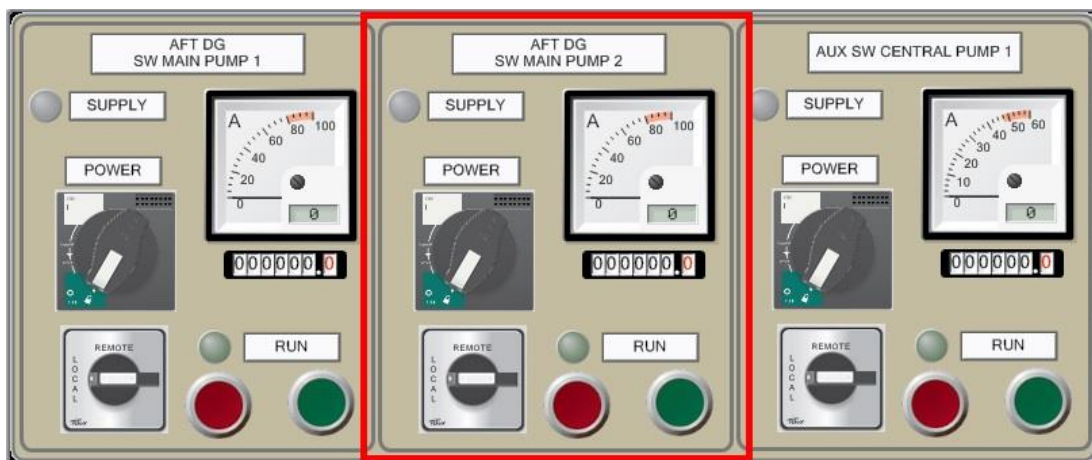 AFT DG
SW MAIN PUMP 1
SUPPLY
A
0
20
40
60
80
100
0
POWER
I
000000.0
REMOTE
LOCAL
RUN
AFT DG
SW MAIN PUMP 2
SUPPLY
A
0
20
40
60
80
100
0
POWER
I
000000.0
REMOTE
LOCAL
RUN
AUX SW CENTRAL PUMP 1
SUPPLY
A
0
10
20
30
40
50
60
0
POWER
I
000000.0
REMOTE
LOCAL
RUN